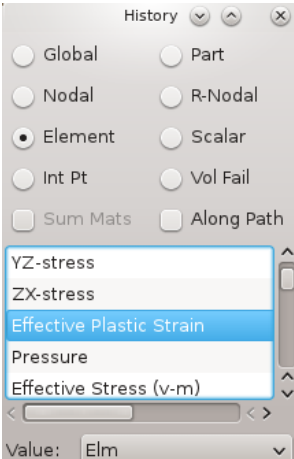 History
Global Part
Nodal R-Nodal
Element Scalar
Int Pt Vol Fail
Sum Mats Along Path
YZ-stress
ZX-stress
Effective Plastic Strain
Pressure
Effective Stress (v-m)
Value: Elm